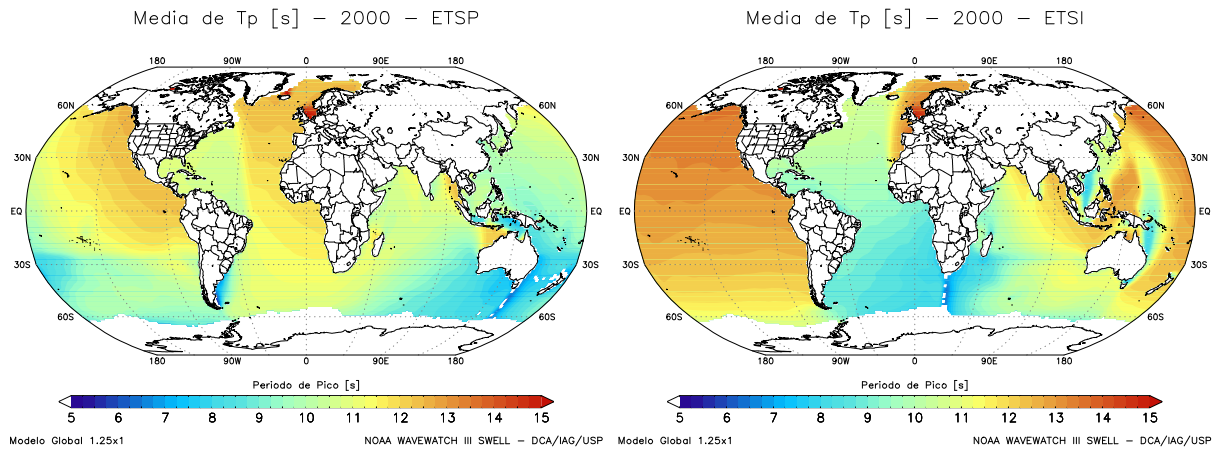 Media de Tp [s] – 2000 – ETSP
180 90W 0 90E 180
60N 60N
30N 30N
EQ EQ
30S 30S
60S 60S
180 90W 0 90E 180
Periodo de Pico [s]
5 6 7 8 9 10 11 12 13 14 15
Modelo Global 1.25x1 NOAA WAVEWATCH III SWELL – DCA/IAG/USP
Media de Tp [s] – 2000 – ETSI
180 90W 0 90E 180
60N 60N
30N 30N
EQ EQ
30S 30S
60S 60S
180 90W 0 90E 180
Periodo de Pico [s]
5 6 7 8 9 10 11 12 13 14 15
Modelo Global 1.25x1 NOAA WAVEWATCH III SWELL – DCA/IAG/USP